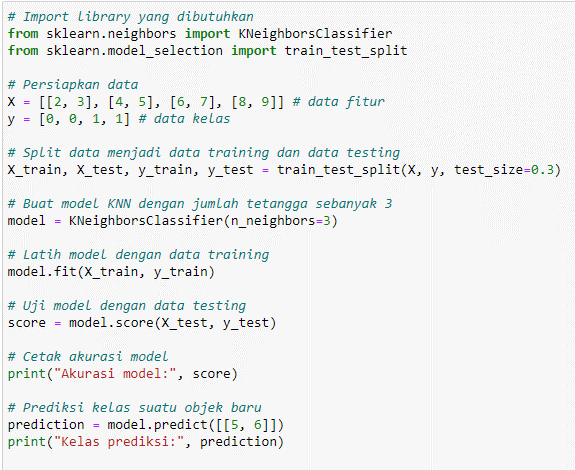 # Import library yang dibutuhkan
from sklearn.neighbors import KNeighborsClassifier
from sklearn.model_selection import train_test_split
# Persiapkan data
X = [[2, 3], [4, 5], [6, 7], [8, 9]] # data fitur
y = [0, 0, 1, 1] # data kelas
# Split data menjadi data training dan data testing
X_train, X_test, y_train, y_test = train_test_split(X, y, test_size=0.3)
# Buat model KNN dengan jumlah tetangga sebanyak 3
model = KNeighborsClassifier(n_neighbors=3)
# Latih model dengan data training
model.fit(X_train, y_train)
# Uji model dengan data testing
score = model.score(X_test, y_test)
# Cetak akurasi model
print("Akurasi model:", score)
# Prediksi kelas suatu objek baru
prediction = model.predict([[5, 6]])
print("Kelas prediksi:", prediction)